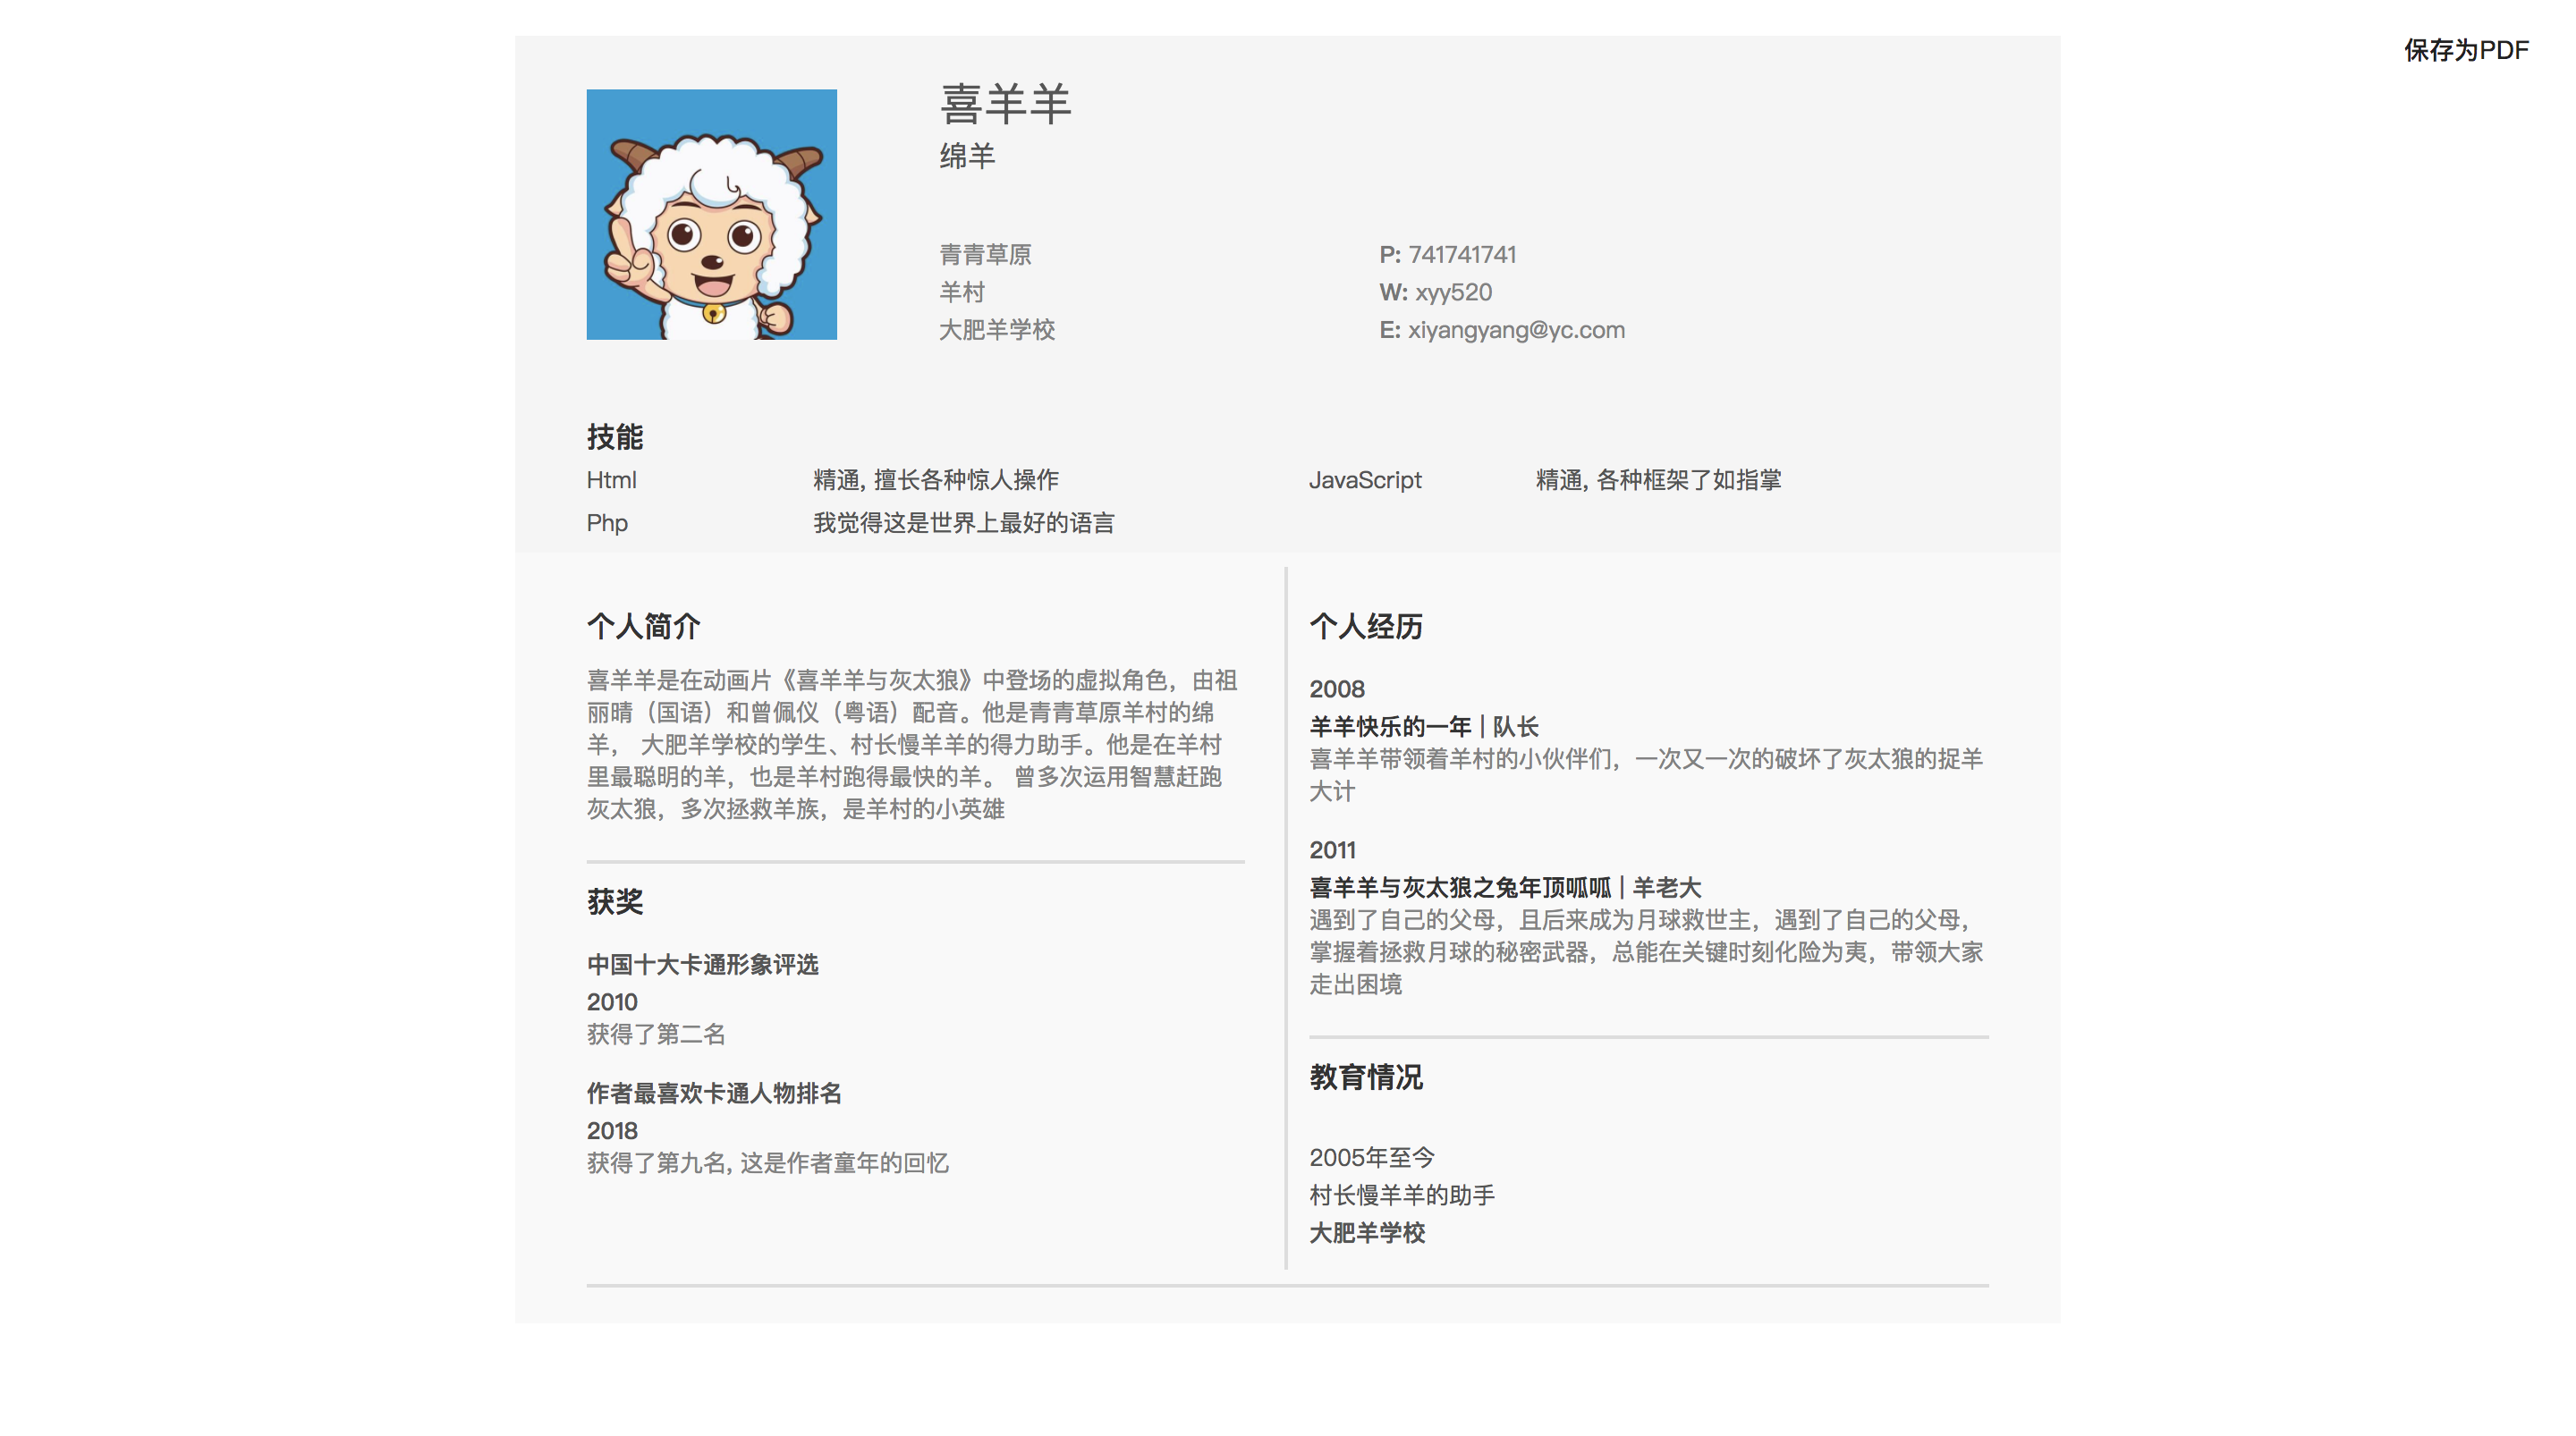 保存为PDF
喜羊羊
绵羊
青青草原
羊村
大肥羊学校
P: 741741741
W: xyy520
E: xiyangyang@yc.com
技能
Html 精通, 擅长各种惊人操作
JavaScript 精通, 各种框架了如指掌
Php 我觉得这是世界上最好的语言
个人简介
喜羊羊是在动画片《喜羊羊与灰太狼》中登场的虚拟角色，由祖
丽晴（国语）和曾佩仪（粤语）配音。他是青青草原羊村的绵
羊， 大肥羊学校的学生、村长慢羊羊的得力助手。他是在羊村
里最聪明的羊，也是羊村跑得最快的羊。 曾多次运用智慧赶跑
灰太狼，多次拯救羊族，是羊村的小英雄
获奖
中国十大卡通形象评选
2010
获得了第二名
作者最喜欢卡通人物排名
2018
获得了第九名, 这是作者童年的回忆
个人经历
2008
羊羊快乐的一年 | 队长
喜羊羊带领着羊村的小伙伴们，一次又一次的破坏了灰太狼的捉羊
大计
2011
喜羊羊与灰太狼之兔年顶呱呱 | 羊老大
遇到了自己的父母，且后来成为月球救世主，遇到了自己的父母，
掌握着拯救月球的秘密武器，总能在关键时刻化险为夷，带领大家
走出困境
教育情况
2005年至今
村长慢羊羊的助手
大肥羊学校